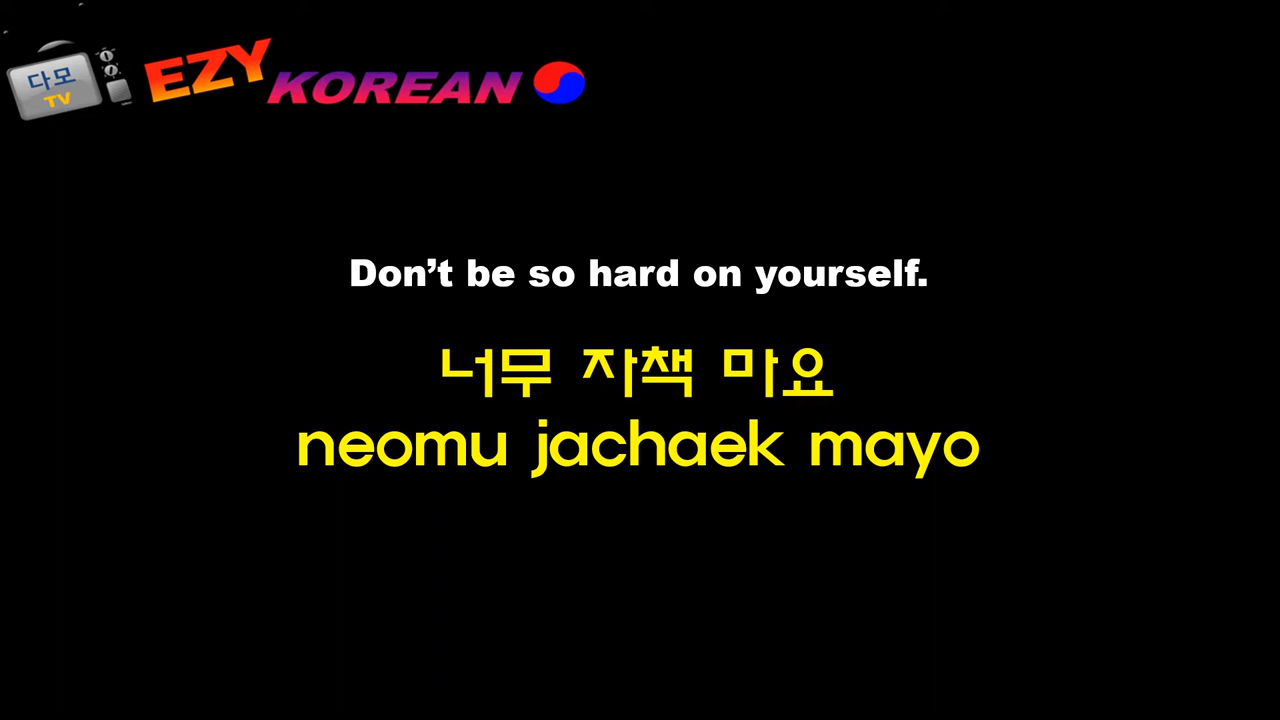 다모
TV
EZY KOREAN
Don’t be so hard on yourself.
너무 자책 마요
neomu jachaek mayo